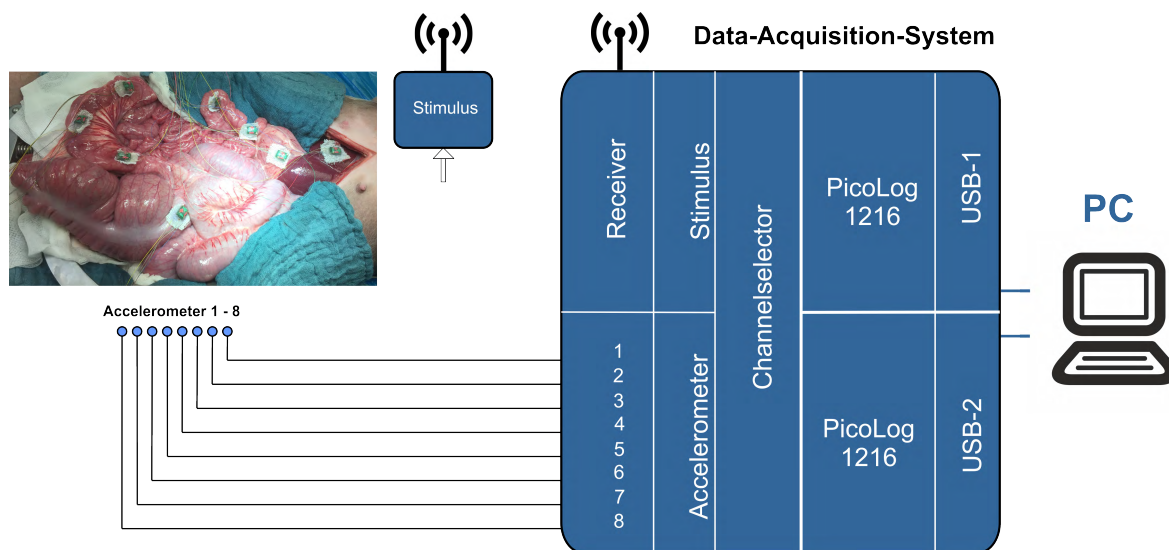 Data-Acquisition-System
Stimulus
Receiver
Stimulus
Channelselector
PicoLog
1216
USB-1
PC
Accelerometer 1 - 8
1
2
3
4
5
6
7
8
Accelerometer
PicoLog
1216
USB-2